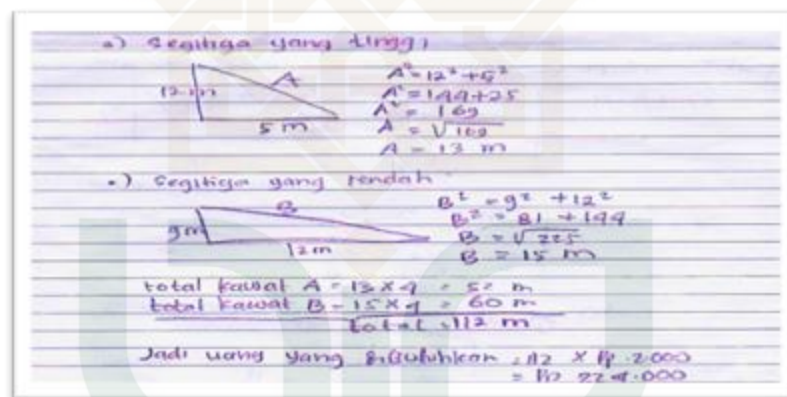 •) Segitiga yang tinggi
A² = 12² + 5²
12 m
A
A² = 144 + 25
A² = 169
5 m
A = √169
A = 13 m
•) Segitiga yang rendah
B
B² = 9² + 12²
B² = 81 + 144
9 m
B = √225
12 m
B = 15 m
total kawat A = 13 x 4 = 52 m
total kawat B = 15 x 4 = 60 m
total = 112 m
Jadi uang yang dibutuhkan = 112 x Rp 2.000
= Rp 224.000